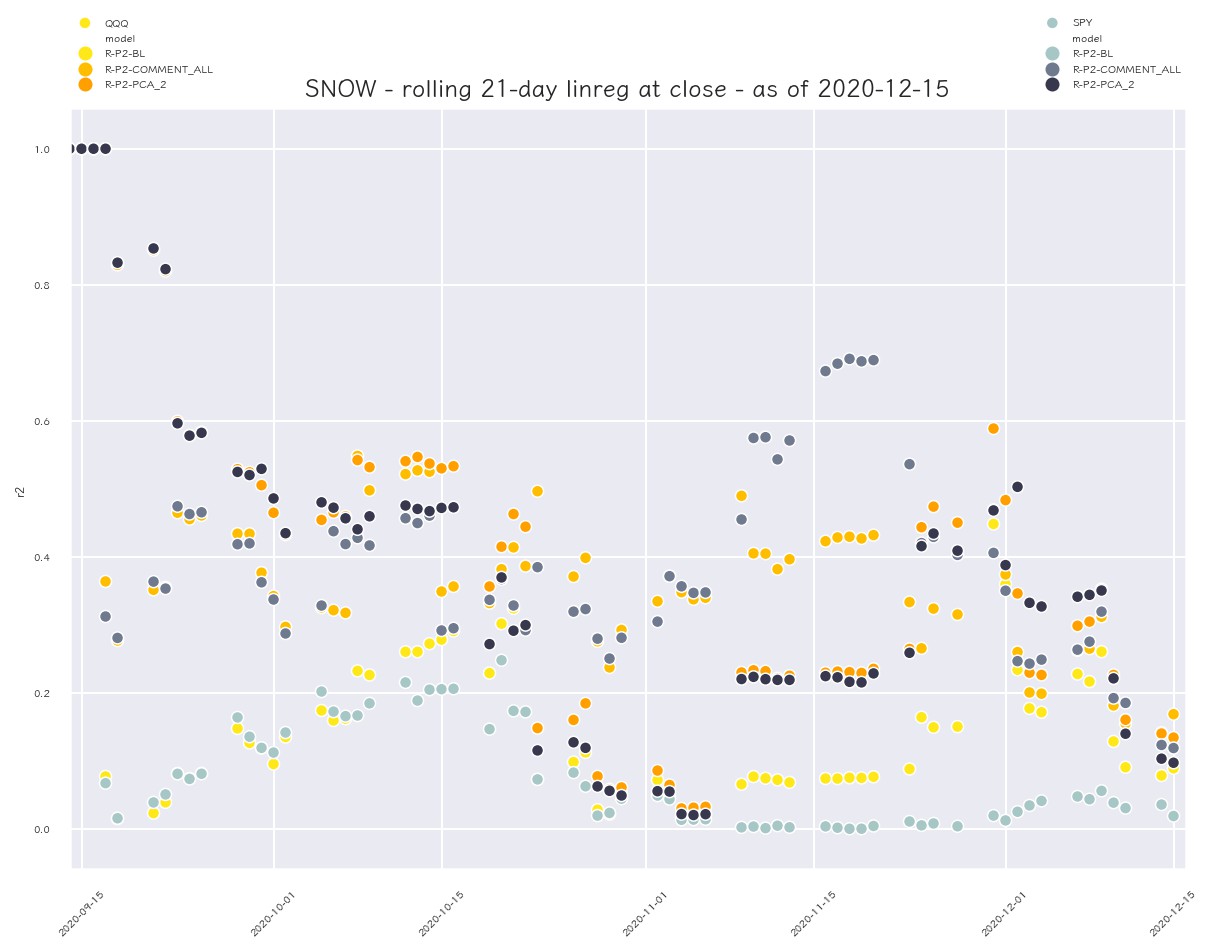 QQQ
model
R-P2-BL
R-P2-COMMENT_ALL
R-P2-PCA_2
SPY
model
R-P2-BL
R-P2-COMMENT_ALL
R-P2-PCA_2
SNOW - rolling 21-day linreg at close - as of 2020-12-15
1.0
0.8
0.6
0.4
0.2
0.0
r2
2020-09-15
2020-10-01
2020-10-15
2020-11-01
2020-11-15
2020-12-01
2020-12-15